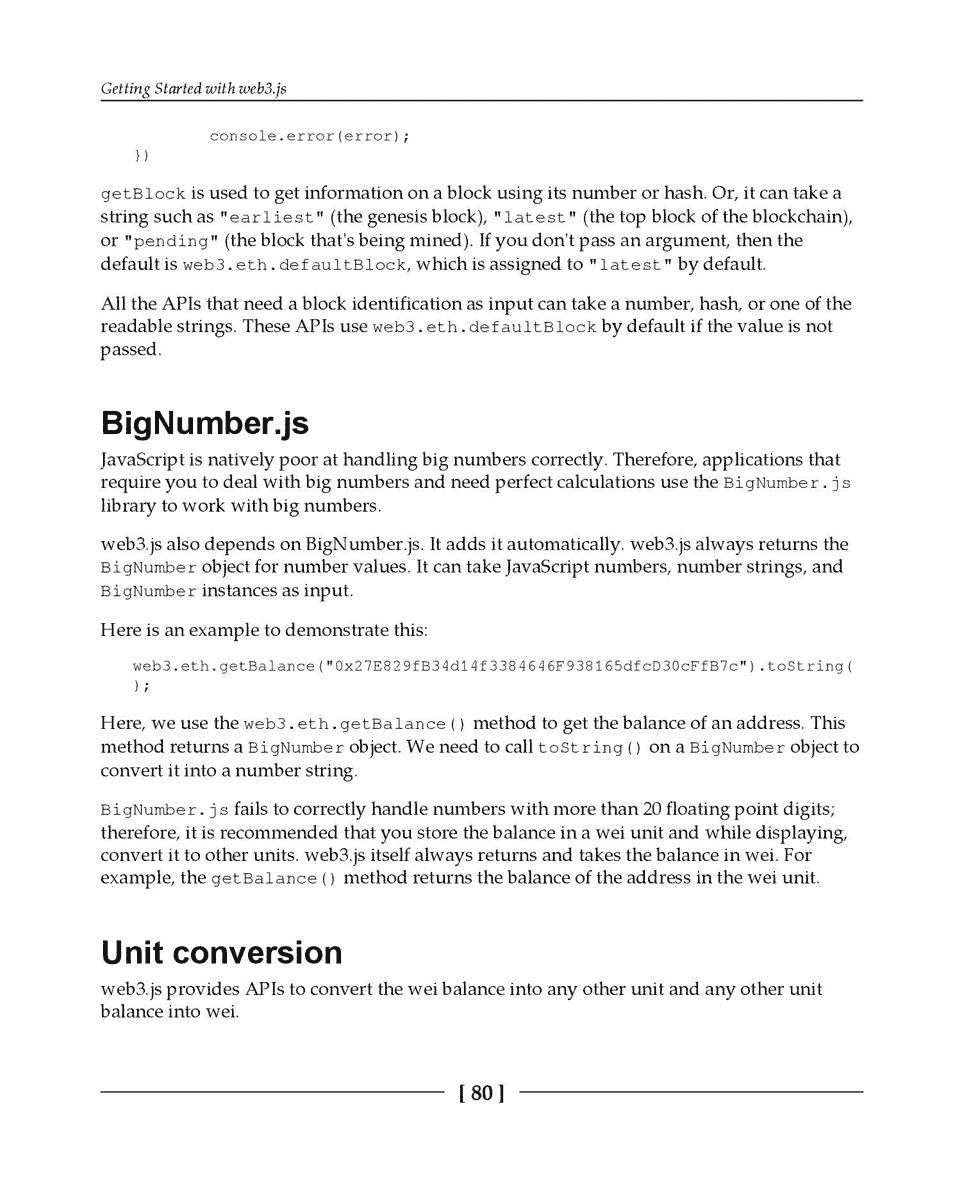 Getting Started with web3.js
console.error(error);
})
getBlock is used to get information on a block using its number or hash. Or, it can take a
string such as "earliest" (the genesis block), "latest" (the top block of the blockchain),
or "pending" (the block that's being mined). If you don't pass an argument, then the
default is web3.eth.defaultBlock, which is assigned to "latest" by default.
All the APIs that need a block identification as input can take a number, hash, or one of the
readable strings. These APIs use web3.eth.defaultBlock by default if the value is not
passed.
BigNumber.js
JavaScript is natively poor at handling big numbers correctly. Therefore, applications that
require you to deal with big numbers and need perfect calculations use the BigNumber.js
library to work with big numbers.
web3.js also depends on BigNumber.js. It adds it automatically. web3.js always returns the
BigNumber object for number values. It can take JavaScript numbers, number strings, and
BigNumber instances as input.
Here is an example to demonstrate this:
web3.eth.getBalance("0x27E829fB34d14f3384646F938165dfcD30cFfB7c").toString(
);
Here, we use the web3.eth.getBalance() method to get the balance of an address. This
method returns a BigNumber object. We need to call toString() on a BigNumber object to
convert it into a number string.
BigNumber.js fails to correctly handle numbers with more than 20 floating point digits;
therefore, it is recommended that you store the balance in a wei unit and while displaying,
convert it to other units. web3.js itself always returns and takes the balance in wei. For
example, the getBalance() method returns the balance of the address in the wei unit.
Unit conversion
web3.js provides APIs to convert the wei balance into any other unit and any other unit
balance into wei.
[ 80 ]